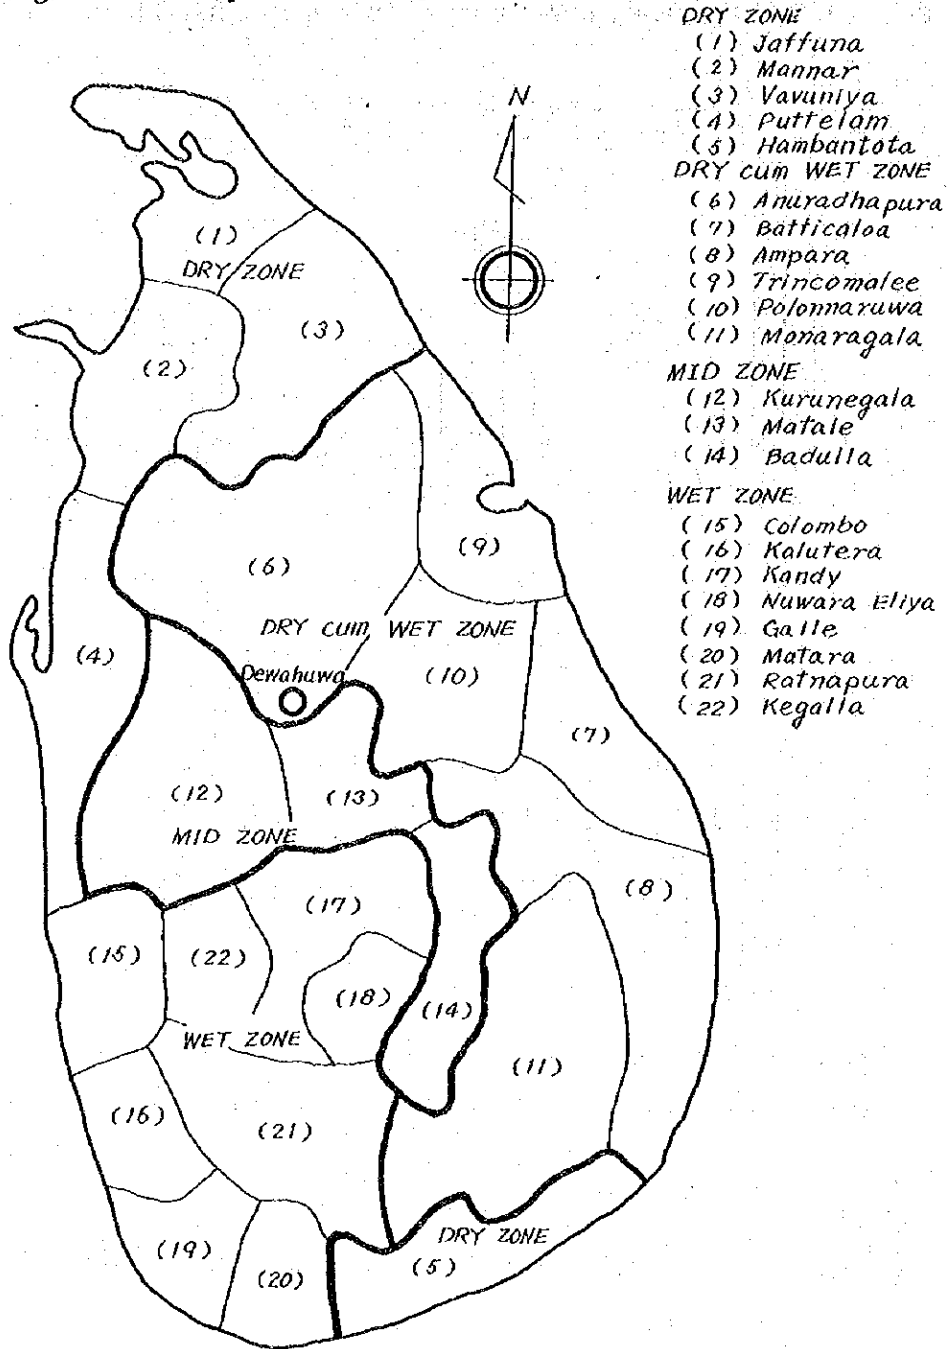 DRY ZONE
(1) Jaffuna
(2) Mannar
(3) Vavuniya
(4) Puttelam
(5) Hambantota
DRY cum WET ZONE
(6) Anuradhapura
(7) Batticaloa
(8) Ampara
(9) Trincomalee
(10) Polonnaruwa
(11) Monaragala
MID ZONE
(12) Kurunegala
(13) Matale
(14) Badulla
WET ZONE
(15) Colombo
(16) Kalutera
(17) Kandy
(18) Nuwara Eliya
(19) Galle
(20) Matara
(21) Ratnapura
(22) Kegalla
N
(1)
DRY ZONE
(3)
(2)
(9)
(6)
DRY cum WET ZONE
(4)
Dewahuwa
(10)
(7)
(12)
(13)
MID ZONE
(8)
(17)
(15)
(22)
(18)
(14)
WET ZONE
(11)
(16)
(21)
DRY ZONE
(19)
(5)
(20)